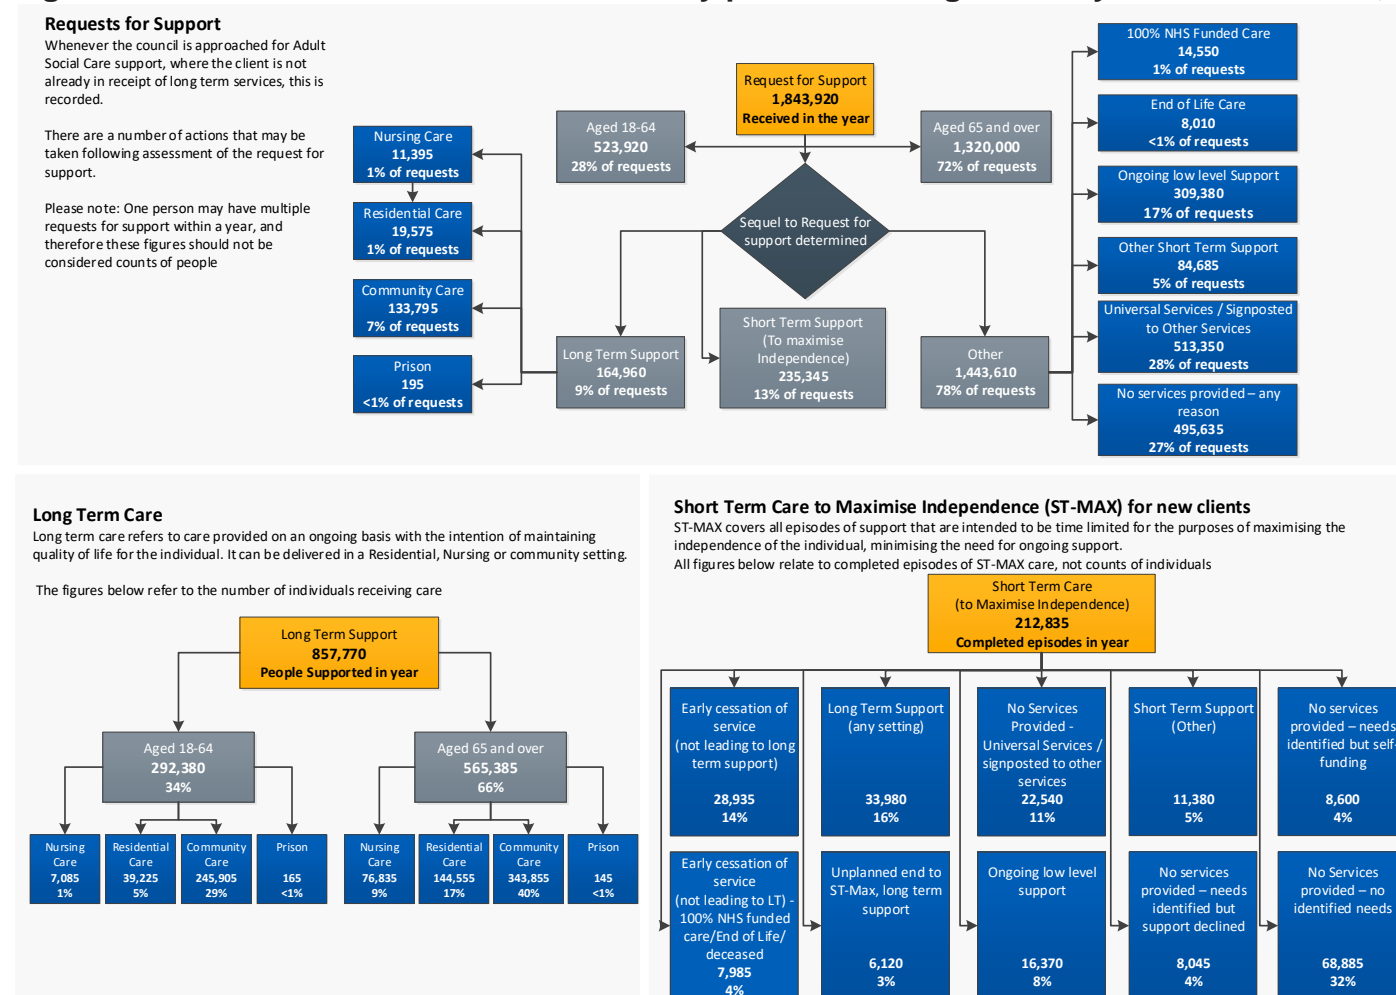 Requests for Support
Whenever the council is approached for Adult
Social Care support, where the client is not
already in receipt of long term services, this is
recorded.
There are a number of actions that may be
taken following assessment of the request for
support.
Please note: One person may have multiple
requests for support within a year, and
therefore these figures should not be
considered counts of people
Request for Support
1,843,920
Received in the year
Aged 18-64
523,920
28% of requests
Aged 65 and over
1,320,000
72% of requests
Sequel to Request for
support determined
Nursing Care
11,395
1% of requests
Residential Care
19,575
1% of requests
Community Care
133,795
7% of requests
Prison
195
<1% of requests
Long Term Support
164,960
9% of requests
Short Term Support
(To maximise
Independence)
235,345
13% of requests
Other
1,443,610
78% of requests
100% NHS Funded Care
14,550
1% of requests
End of Life Care
8,010
<1% of requests
Ongoing low level Support
309,380
17% of requests
Other Short Term Support
84,685
5% of requests
Universal Services / Signposted
to Other Services
513,350
28% of requests
No services provided – any
reason
495,635
27% of requests
Long Term Care
Long term care refers to care provided on an ongoing basis with the intention of maintaining
quality of life for the individual. It can be delivered in a Residential, Nursing or community setting.
The figures below refer to the number of individuals receiving care
Long Term Support
857,770
People Supported in year
Aged 18-64
292,380
34%
Aged 65 and over
565,385
66%
Nursing
Care
7,085
1%
Residential
Care
39,225
5%
Community
Care
245,905
29%
Prison
165
<1%
Nursing
Care
76,835
9%
Residential
Care
144,555
17%
Community
Care
343,855
40%
Prison
145
<1%
Short Term Care to Maximise Independence (ST-MAX) for new clients
ST-MAX covers all episodes of support that are intended to be time limited for the purposes of maximising the
independence of the individual, minimising the need for ongoing support.
All figures below relate to completed episodes of ST-MAX care, not counts of individuals
Short Term Care
(to Maximise Independence)
212,835
Completed episodes in year
Early cessation of
service
(not leading to long
term support)
28,935
14%
Long Term Support
(any setting)
33,980
16%
No Services
Provided -
Universal Services /
signposted to other
services
22,540
11%
Short Term Support
(Other)
11,380
5%
No services
provided – needs
identified but self-
funding
8,600
4%
Early cessation of
service
(not leading to LT) -
100% NHS funded
care/End of Life/
deceased
7,985
4%
Unplanned end to
ST-Max, long term
support
6,120
3%
Ongoing low level
support
16,370
8%
No services
provided – needs
identified but
support declined
8,045
4%
No Services
provided – no
identified needs
68,885
32%